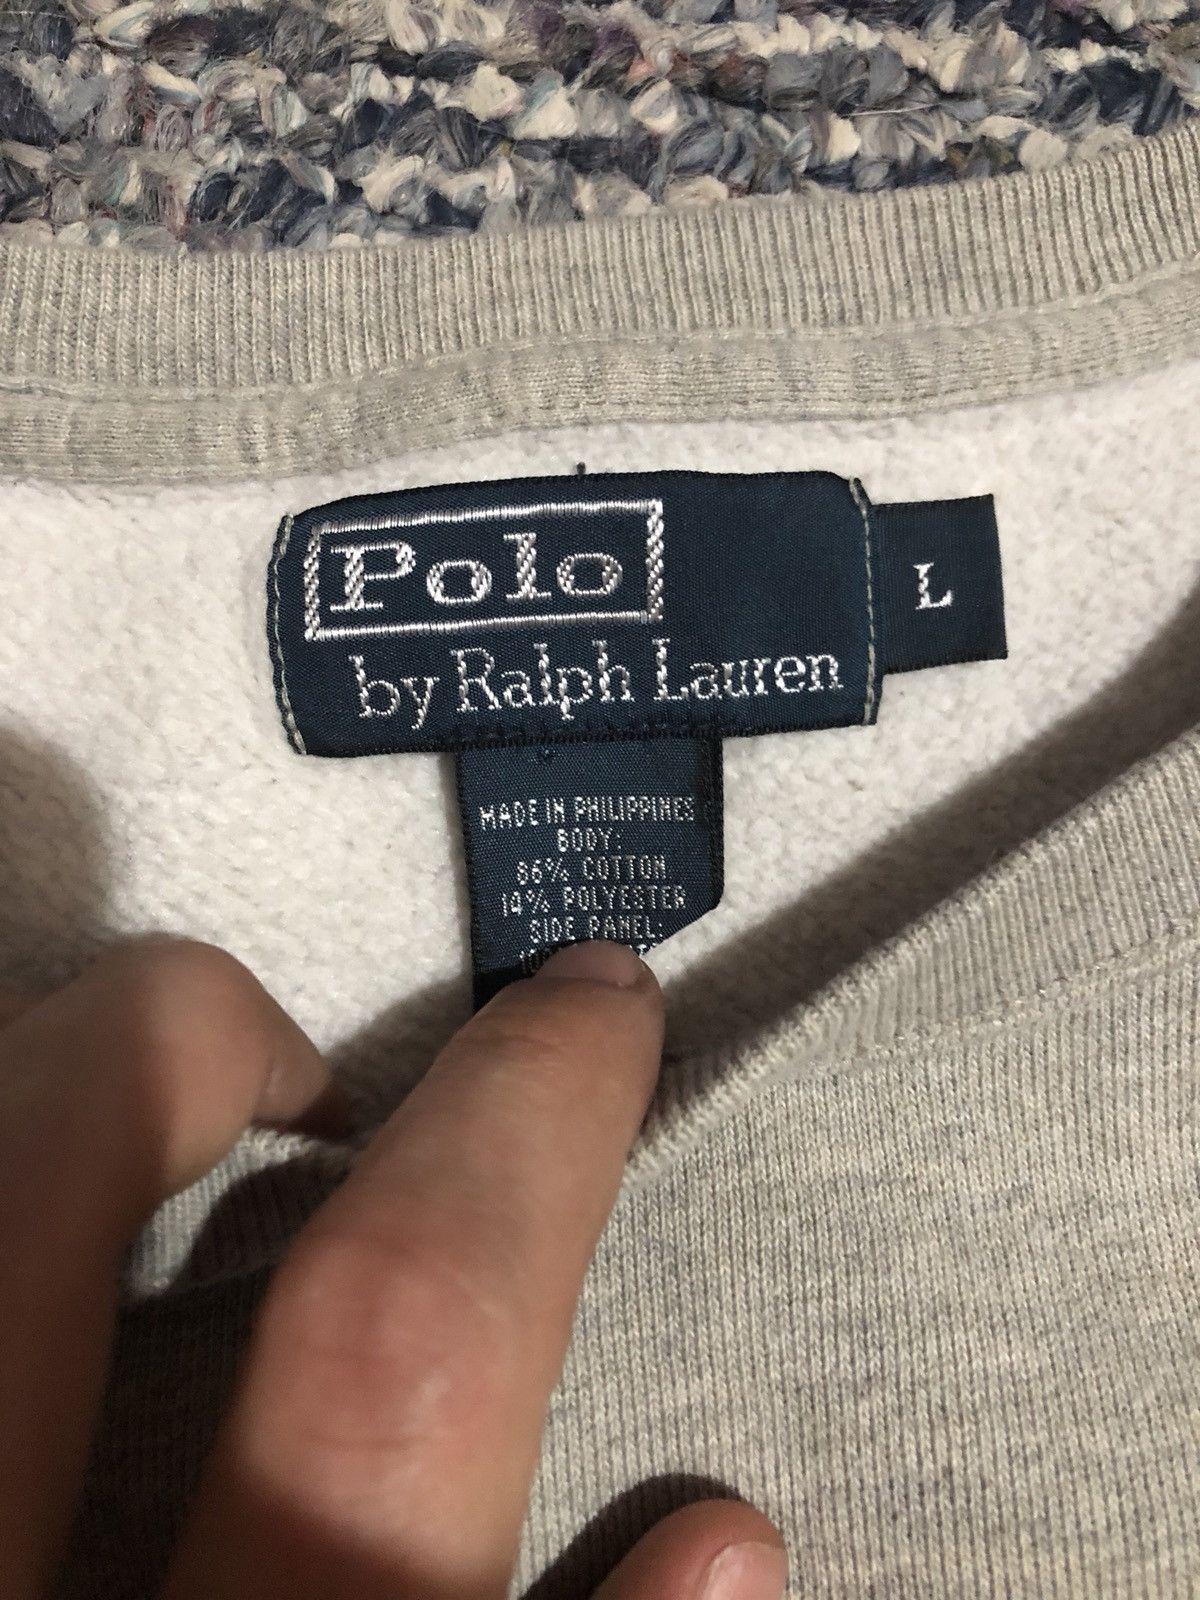 Polo
by Ralph Lauren
L
MADE IN PHILIPPINES
BODY:
86% COTTON
14% POLYESTER
SIDE PANEL: